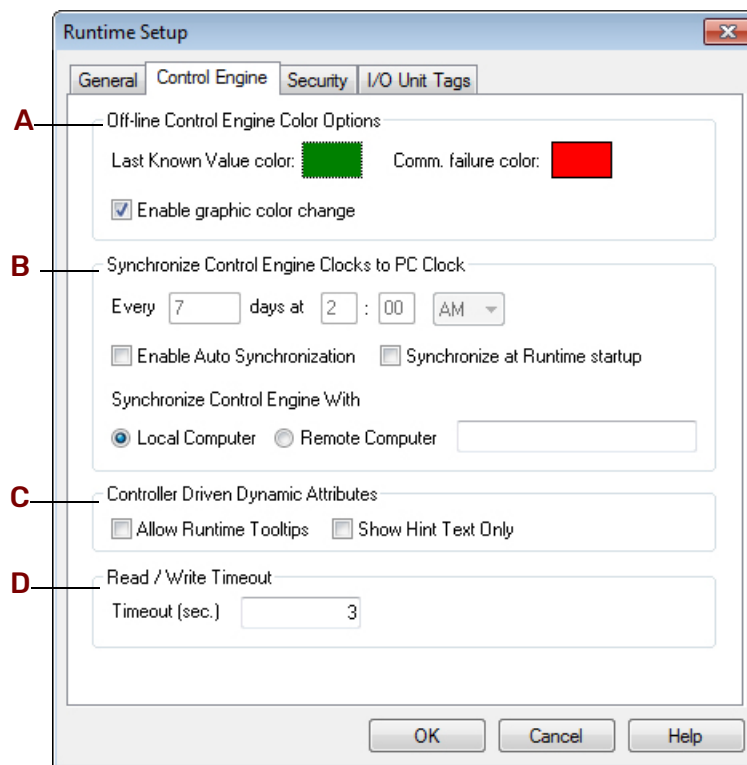 Runtime Setup
General Control Engine Security I/O Unit Tags
A Off-line Control Engine Color Options
Last Known Value color: Comm. failure color:
Enable graphic color change
B Synchronize Control Engine Clocks to PC Clock
Every 7 days at 2 : 00 AM
Enable Auto Synchronization Synchronize at Runtime startup
Synchronize Control Engine With
Local Computer Remote Computer
C Controller Driven Dynamic Attributes
Allow Runtime Tooltips Show Hint Text Only
D Read / Write Timeout
Timeout (sec.) 3
OK Cancel Help